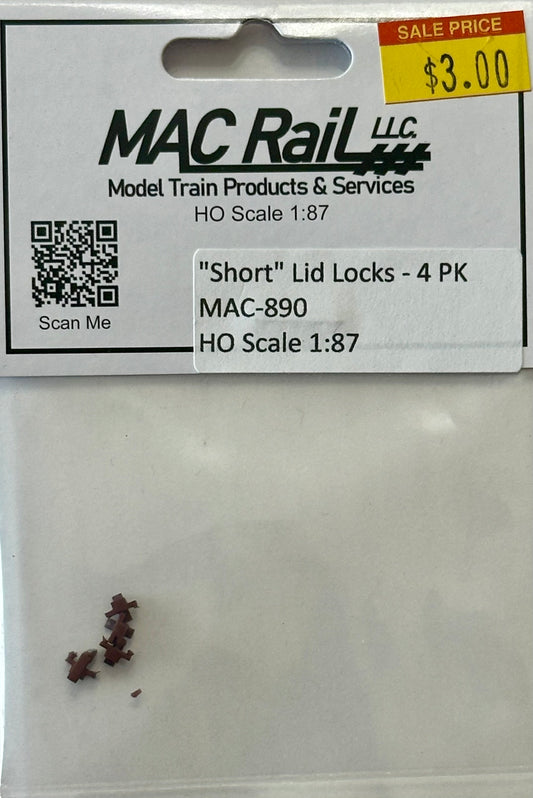 SALE PRICE
$3.00
MAC RaiL LLC.
Model Train Products & Services
HO Scale 1:87
"Short" Lid Locks - 4 PK
MAC-890
HO Scale 1:87
Scan Me